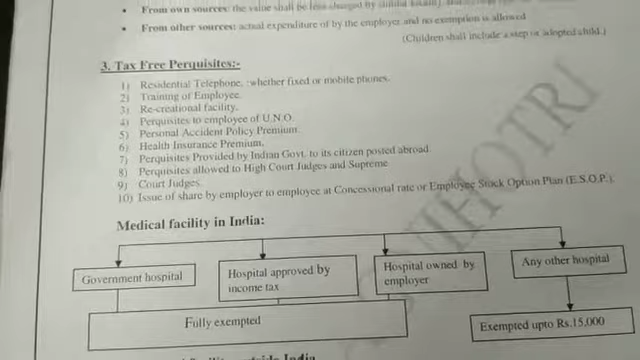 From own sources: the value shall be less charged by
From other sources: actual expenditure of by the employer and no exemption is allowed
(Children shall include a step or adopted child.)
3. Tax Free Perquisites:-
1) Residential Telephone, :whether fixed or mobile phones.
2) Training of Employee.
3) Re-creational facility.
4) Perquisites to employee of U.N.O.
5) Personal Accident Policy Premium.
6) Health Insurance Premium.
7) Perquisites Provided by Indian Govt. to its citizen posted abroad
8) Perquisites allowed to High Court Judges and Supreme
9) Court Judges.
10) Issue of share by employer to employee at Concessional rate or Employee Stock Option Plan (E.S.O.P.).
Medical facility in India:
Government hospital
Hospital approved by
income tax
Hospital owned by
employer
Any other hospital
Fully exempted
Exempted upto Rs.15,000
India